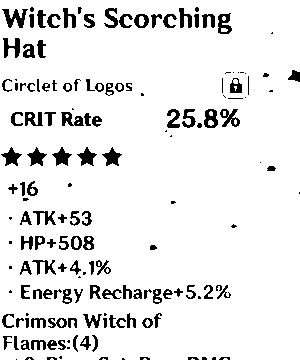 Witch's Scorching
Hat
Circlet of Logos
CRIT Rate 25.8%
★★★★★
+16
· ATK+53
· HP+508
· ATK+4.1%
· Energy Recharge+5.2%
Crimson Witch of
Flames:(4)